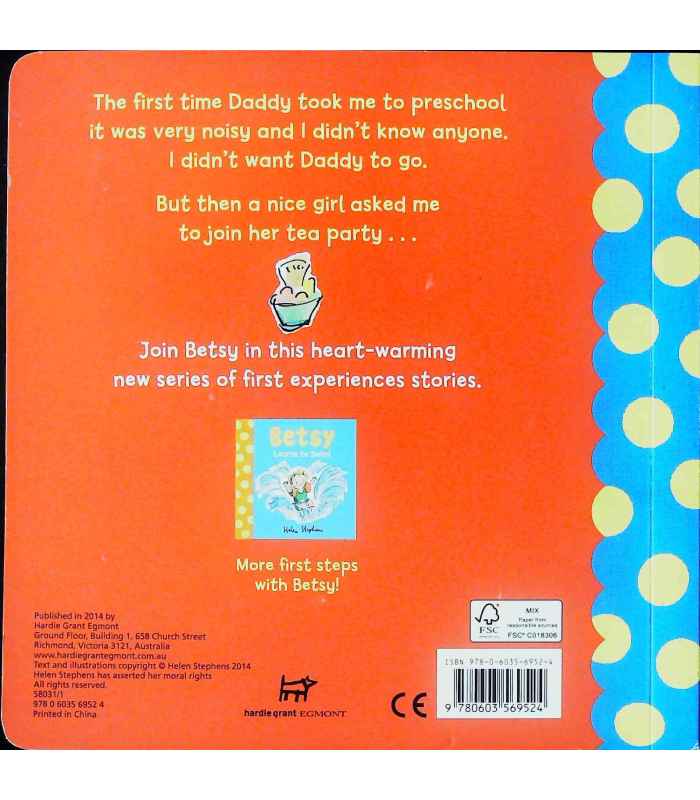 The first time Daddy took me to preschool
it was very noisy and I didn't know anyone.
I didn't want Daddy to go.
But then a nice girl asked me
to join her tea party . . .
Join Betsy in this heart-warming
new series of first experiences stories.
Betsy
Learns to Swim
Helen Stephens
More first steps
with Betsy!
Published in 2014 by
Hardie Grant Egmont
Ground Floor, Building 1, 658 Church Street
Richmond, Victoria 3121, Australia
www.hardiegrantegmont.com.au
Text and illustrations copyright © Helen Stephens 2014
Helen Stephens has asserted her moral rights
All rights reserved.
58031/1
978 0 6035 6952 4
Printed in China.
hardie grant EGMONT
CE
FSC
MIX
Paper from
responsible sources
FSC® C018306
ISBN 978-0-6035-6952-4
9 780603 569524